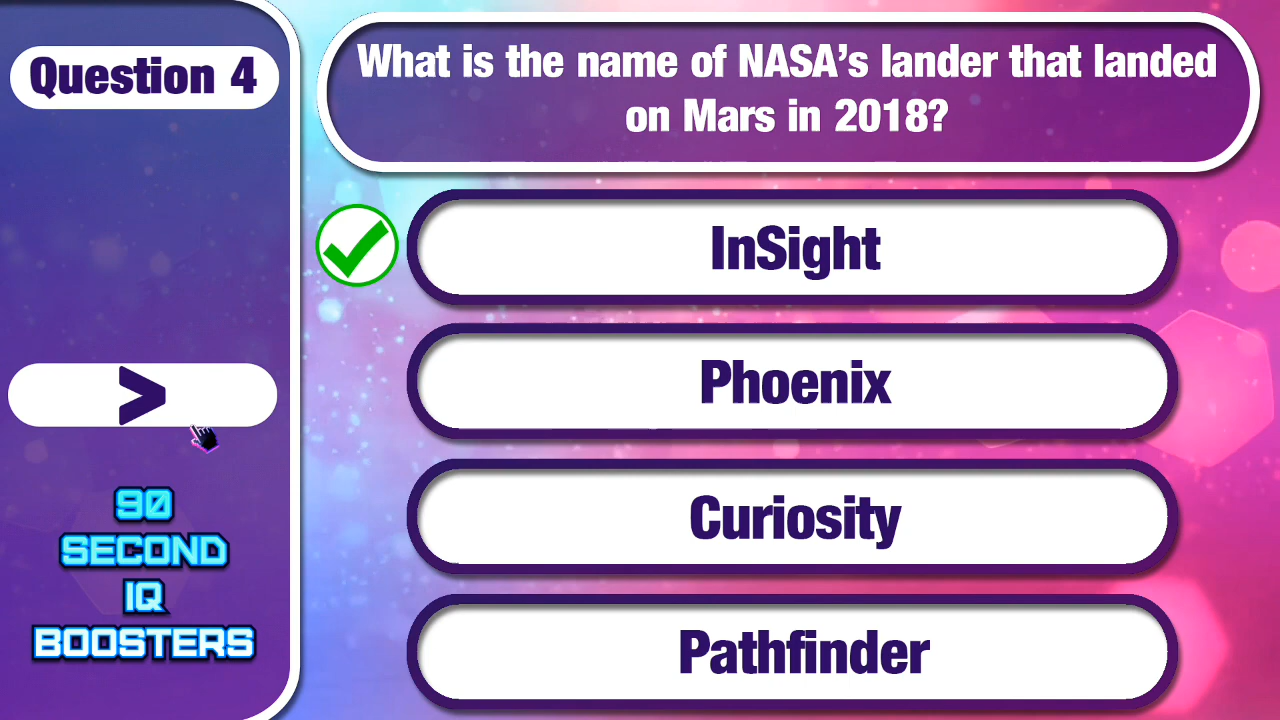 Question 4
What is the name of NASA’s lander that landed
on Mars in 2018?
InSight
Phoenix
Curiosity
Pathfinder
>
90
SECOND
IQ
BOOSTERS